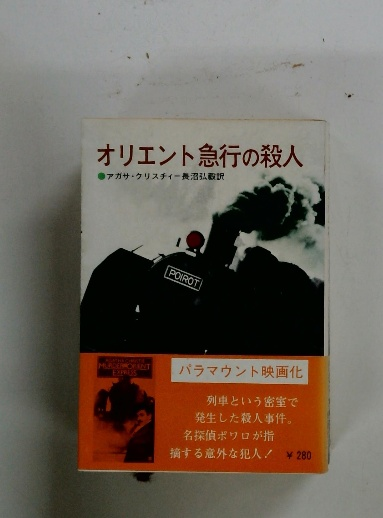 オリエント急行の殺人
●アガサ・クリスチィー長沼弘毅訳
POIROT
パラマウント映画化
列車という密室で
発生した殺人事件。
名探偵ポワロが指
摘する意外な犯人!
¥280